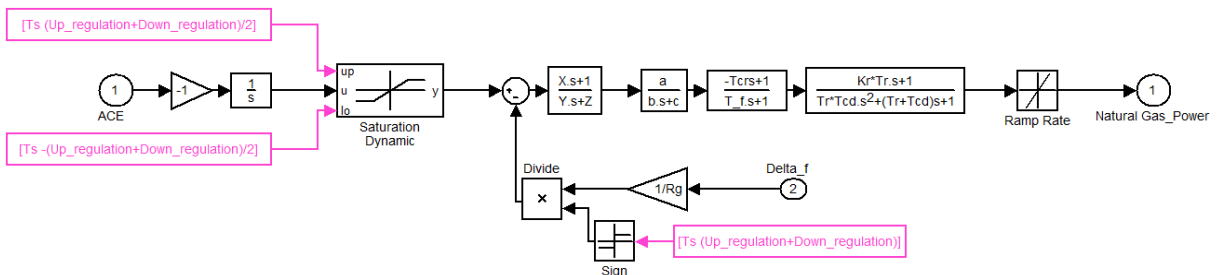 [Ts (Up_regulation+Down_regulation)/2]
1
ACE
-1
1
s
up
u
lo
y
Saturation
Dynamic
[Ts -(Up_regulation+Down_regulation)/2]
+
-
X.s+1
Y.s+Z
a
b.s+c
-Tcrs+1
T_f.s+1
Kr*Tr.s+1
Tr*Tcd.s²+(Tr+Tcd)s+1
Ramp Rate
1
Natural Gas_Power
Divide
×
1/Rg
Delta_f
2
Sign
[Ts (Up_regulation+Down_regulation)]